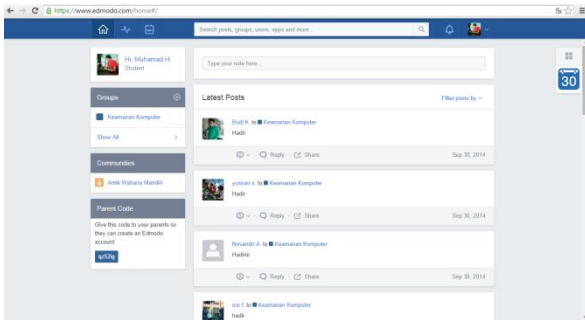 https://www.edmodo.com/home#/
Search posts, groups, users, apps and more...
Hi, Muhamad H.
Student
Groups
Keamanan Komputer
Show All
Communities
Amik Wahana Mandiri
Parent Code
Give this code to your parents so
they can create an Edmodo
account
Type your note here...
Latest Posts
Filter posts by
Budi K. to Keamanan Komputer
Hadir
Reply
Share
Sep 30, 2014
to Keamanan Komputer
Hadir
Reply
Share
Sep 30, 2014
Novandri A. to Keamanan Komputer
Hadirin
Reply
Share
Sep 30, 2014
nur f. to Keamanan Komputer
hadir
30